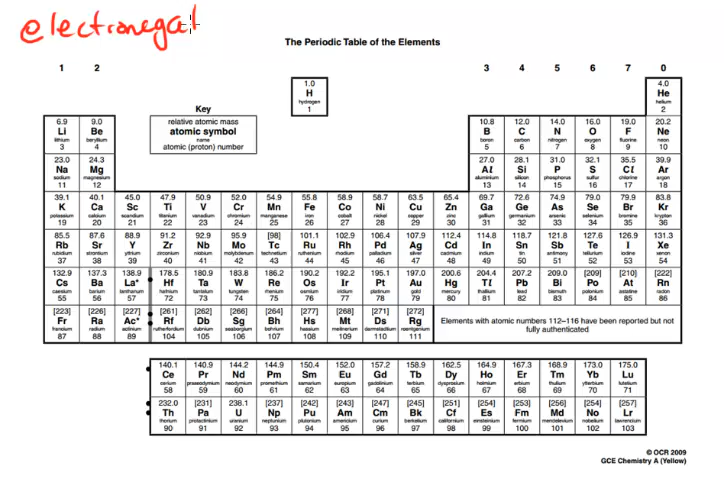 electronegat
The Periodic Table of the Elements
1 2 3 4 5 6 7 0
1.0 4.0
H He
hydrogen helium
1 2
Key
relative atomic mass
atomic symbol
name
atomic (proton) number
6.9 9.0 10.8 12.0 14.0 16.0 19.0 20.2
Li Be B C N O F Ne
lithium beryllium boron carbon nitrogen oxygen fluorine neon
3 4 5 6 7 8 9 10
23.0 24.3 27.0 28.1 31.0 32.1 35.5 39.9
Na Mg Al Si P S Cl Ar
sodium magnesium aluminium silicon phosphorus sulfur chlorine argon
11 12 13 14 15 16 17 18
39.1 40.1 45.0 47.9 50.9 52.0 54.9 55.8 58.9 58.7 63.5 65.4 69.7 72.6 74.9 79.0 79.9 83.8
K Ca Sc Ti V Cr Mn Fe Co Ni Cu Zn Ga Ge As Se Br Kr
potassium calcium scandium titanium vanadium chromium manganese iron cobalt nickel copper zinc gallium germanium arsenic selenium bromine krypton
19 20 21 22 23 24 25 26 27 28 29 30 31 32 33 34 35 36
85.5 87.6 88.9 91.2 92.9 95.9 [98] 101.1 102.9 106.4 107.9 112.4 114.8 118.7 121.8 127.6 126.9 131.3
Rb Sr Y Zr Nb Mo Tc Ru Rh Pd Ag Cd In Sn Sb Te I Xe
rubidium strontium yttrium zirconium niobium molybdenum technetium ruthenium rhodium palladium silver cadmium indium tin antimony tellurium iodine xenon
37 38 39 40 41 42 43 44 45 46 47 48 49 50 51 52 53 54
132.9 137.3 138.9 178.5 180.9 183.8 186.2 190.2 192.2 195.1 197.0 200.6 204.4 207.2 209.0 [209] [210] [222]
Cs Ba La* Hf Ta W Re Os Ir Pt Au Hg Tl Pb Bi Po At Rn
caesium barium lanthanum hafnium tantalum tungsten rhenium osmium iridium platinum gold mercury thallium lead bismuth polonium astatine radon
55 56 57 72 73 74 75 76 77 78 79 80 81 82 83 84 85 86
[223] [226] [227] [261] [262] [266] [264] [277] [268] [271] [272]
Fr Ra Ac* Rf Db Sg Bh Hs Mt Ds Rg
francium radium actinium rutherfordium dubnium seaborgium bohrium hassium meitnerium darmstadtium roentgenium
87 88 89 104 105 106 107 108 109 110 111
Elements with atomic numbers 112–116 have been reported but not
fully authenticated
140.1 140.9 144.2 144.9 150.4 152.0 157.2 158.9 162.5 164.9 167.3 168.9 173.0 175.0
Ce Pr Nd Pm Sm Eu Gd Tb Dy Ho Er Tm Yb Lu
cerium praseodymium neodymium promethium samarium europium gadolinium terbium dysprosium holmium erbium thulium ytterbium lutetium
58 59 60 61 62 63 64 65 66 67 68 69 70 71
232.0 [231] 238.1 [237] [242] [243] [247] [245] [251] [254] [253] [256] [254] [257]
Th Pa U Np Pu Am Cm Bk Cf Es Fm Md No Lr
thorium protactinium uranium neptunium plutonium americium curium berkelium californium einsteinium fermium mendelevium nobelium lawrencium
90 91 92 93 94 95 96 97 98 99 100 101 102 103
© OCR 2009
GCE Chemistry A (Yellow)